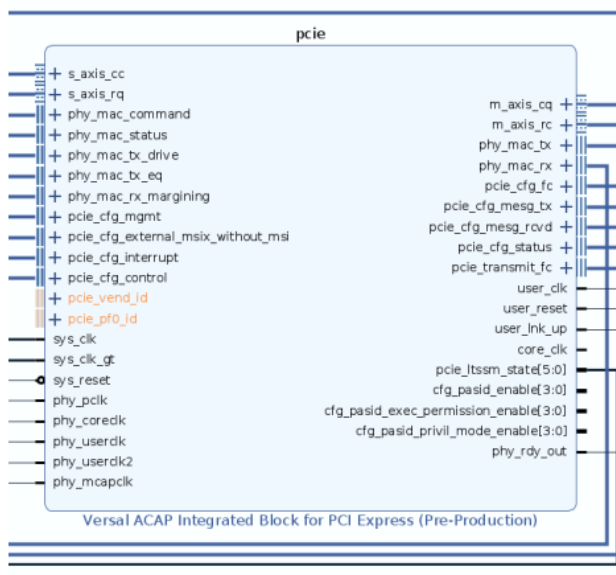 pcie
s_axis_cc
s_axis_rq
phy_mac_command
phy_mac_status
phy_mac_tx_drive
phy_mac_tx_eq
phy_mac_rx_margining
pcie_cfg_mgmt
pcie_cfg_external_msix_without_msi
pcie_cfg_interrupt
pcie_cfg_control
pcie_vend_id
pcie_pf0_id
sys_clk
sys_clk_gt
sys_reset
phy_pclk
phy_coreclk
phy_userclk
phy_userclk2
phy_mcapclk
m_axis_cq
m_axis_rc
phy_mac_tx
phy_mac_rx
pcie_cfg_fc
pcie_cfg_mesg_tx
pcie_cfg_mesg_rcvd
pcie_cfg_status
pcie_transmit_fc
user_clk
user_reset
user_lnk_up
core_clk
pcie_ltssm_state[5:0]
cfg_pasid_enable[3:0]
cfg_pasid_exec_permission_enable[3:0]
cfg_pasid_privil_mode_enable[3:0]
phy_rdy_out
Versal ACAP Integrated Block for PCI Express (Pre-Production)